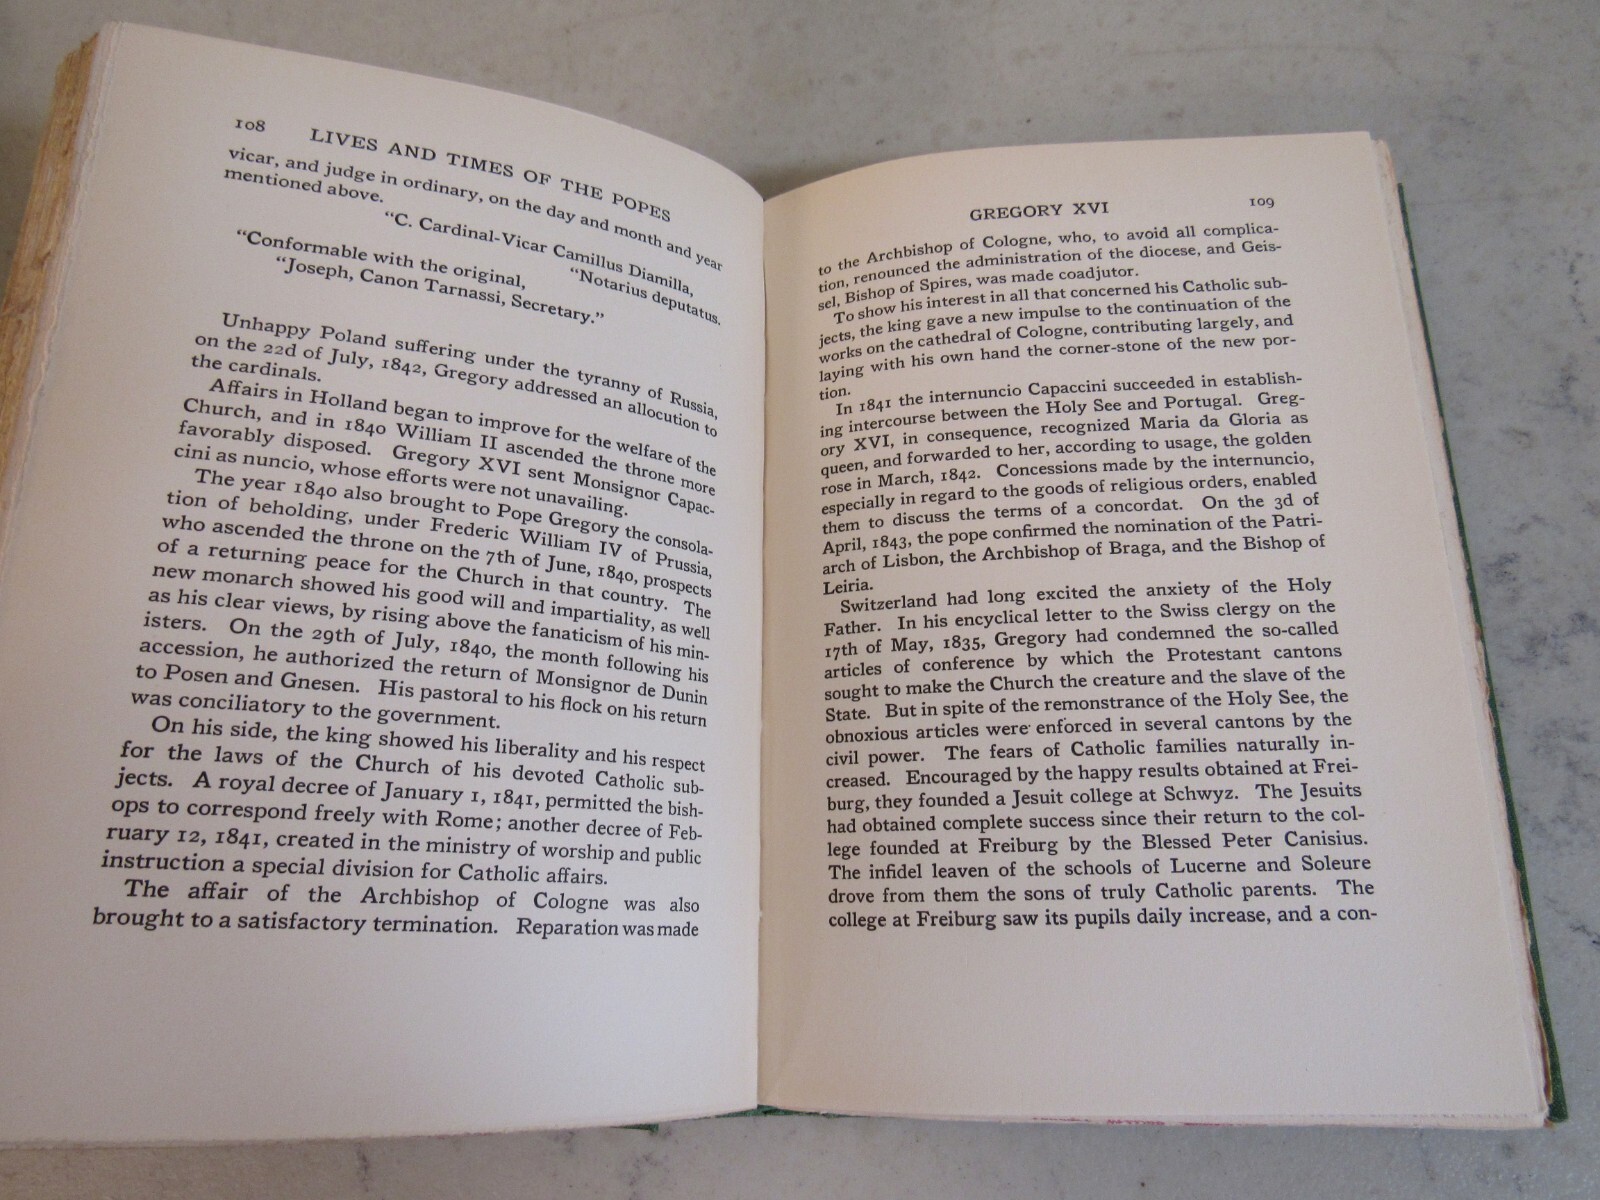 108 LIVES AND TIMES OF THE POPES
vicar, and judge in ordinary, on the day and month and year
mentioned above.
"C. Cardinal-Vicar Camillus Diamilla,
"Notarius deputatus.
"Conformable with the original,
"Joseph, Canon Tarnassi, Secretary."
Unhappy Poland suffering under the tyranny of Russia,
on the 22d of July, 1842, Gregory addressed an allocution to
the cardinals.
Affairs in Holland began to improve for the welfare of the
Church, and in 1840 William II ascended the throne more
favorably disposed. Gregory XVI sent Monsignor Capac-
cini as nuncio, whose efforts were not unavailing.
The year 1840 also brought to Pope Gregory the consola-
tion of beholding, under Frederic William IV of Prussia,
who ascended the throne on the 7th of June, 1840, prospects
of a returning peace for the Church in that country. The
new monarch showed his good will and impartiality, as well
as his clear views, by rising above the fanaticism of his min-
isters. On the 29th of July, 1840, the month following his
accession, he authorized the return of Monsignor de Dunin
to Posen and Gnesen. His pastoral to his flock on his return
was conciliatory to the government.
On his side, the king showed his liberality and his respect
for the laws of the Church of his devoted Catholic sub-
jects. A royal decree of January 1, 1841, permitted the bish-
ops to correspond freely with Rome; another decree of Feb-
ruary 12, 1841, created in the ministry of worship and public
instruction a special division for Catholic affairs.
The affair of the Archbishop of Cologne was also
brought to a satisfactory termination. Reparation was made
GREGORY XVI 109
to the Archbishop of Cologne, who, to avoid all complica-
tion, renounced the administration of the diocese, and Geis-
sel, Bishop of Spires, was made coadjutor.
To show his interest in all that concerned his Catholic sub-
jects, the king gave a new impulse to the continuation of the
works on the cathedral of Cologne, contributing largely, and
laying with his own hand the corner-stone of the new por-
tion.
In 1841 the internuncio Capaccini succeeded in establish-
ing intercourse between the Holy See and Portugal. Greg-
ory XVI, in consequence, recognized Maria da Gloria as
queen, and forwarded to her, according to usage, the golden
rose in March, 1842. Concessions made by the internuncio,
especially in regard to the goods of religious orders, enabled
them to discuss the terms of a concordat. On the 3d of
April, 1843, the pope confirmed the nomination of the Patri-
arch of Lisbon, the Archbishop of Braga, and the Bishop of
Leiria.
Switzerland had long excited the anxiety of the Holy
Father. In his encyclical letter to the Swiss clergy on the
17th of May, 1835, Gregory had condemned the so-called
articles of conference by which the Protestant cantons
sought to make the Church the creature and the slave of the
State. But in spite of the remonstrance of the Holy See, the
obnoxious articles were enforced in several cantons by the
civil power. The fears of Catholic families naturally in-
creased. Encouraged by the happy results obtained at Frei-
burg, they founded a Jesuit college at Schwyz. The Jesuits
had obtained complete success since their return to the col-
lege founded at Freiburg by the Blessed Peter Canisius.
The infidel leaven of the schools of Lucerne and Soleure
drove from them the sons of truly Catholic parents. The
college at Freiburg saw its pupils daily increase, and a con-